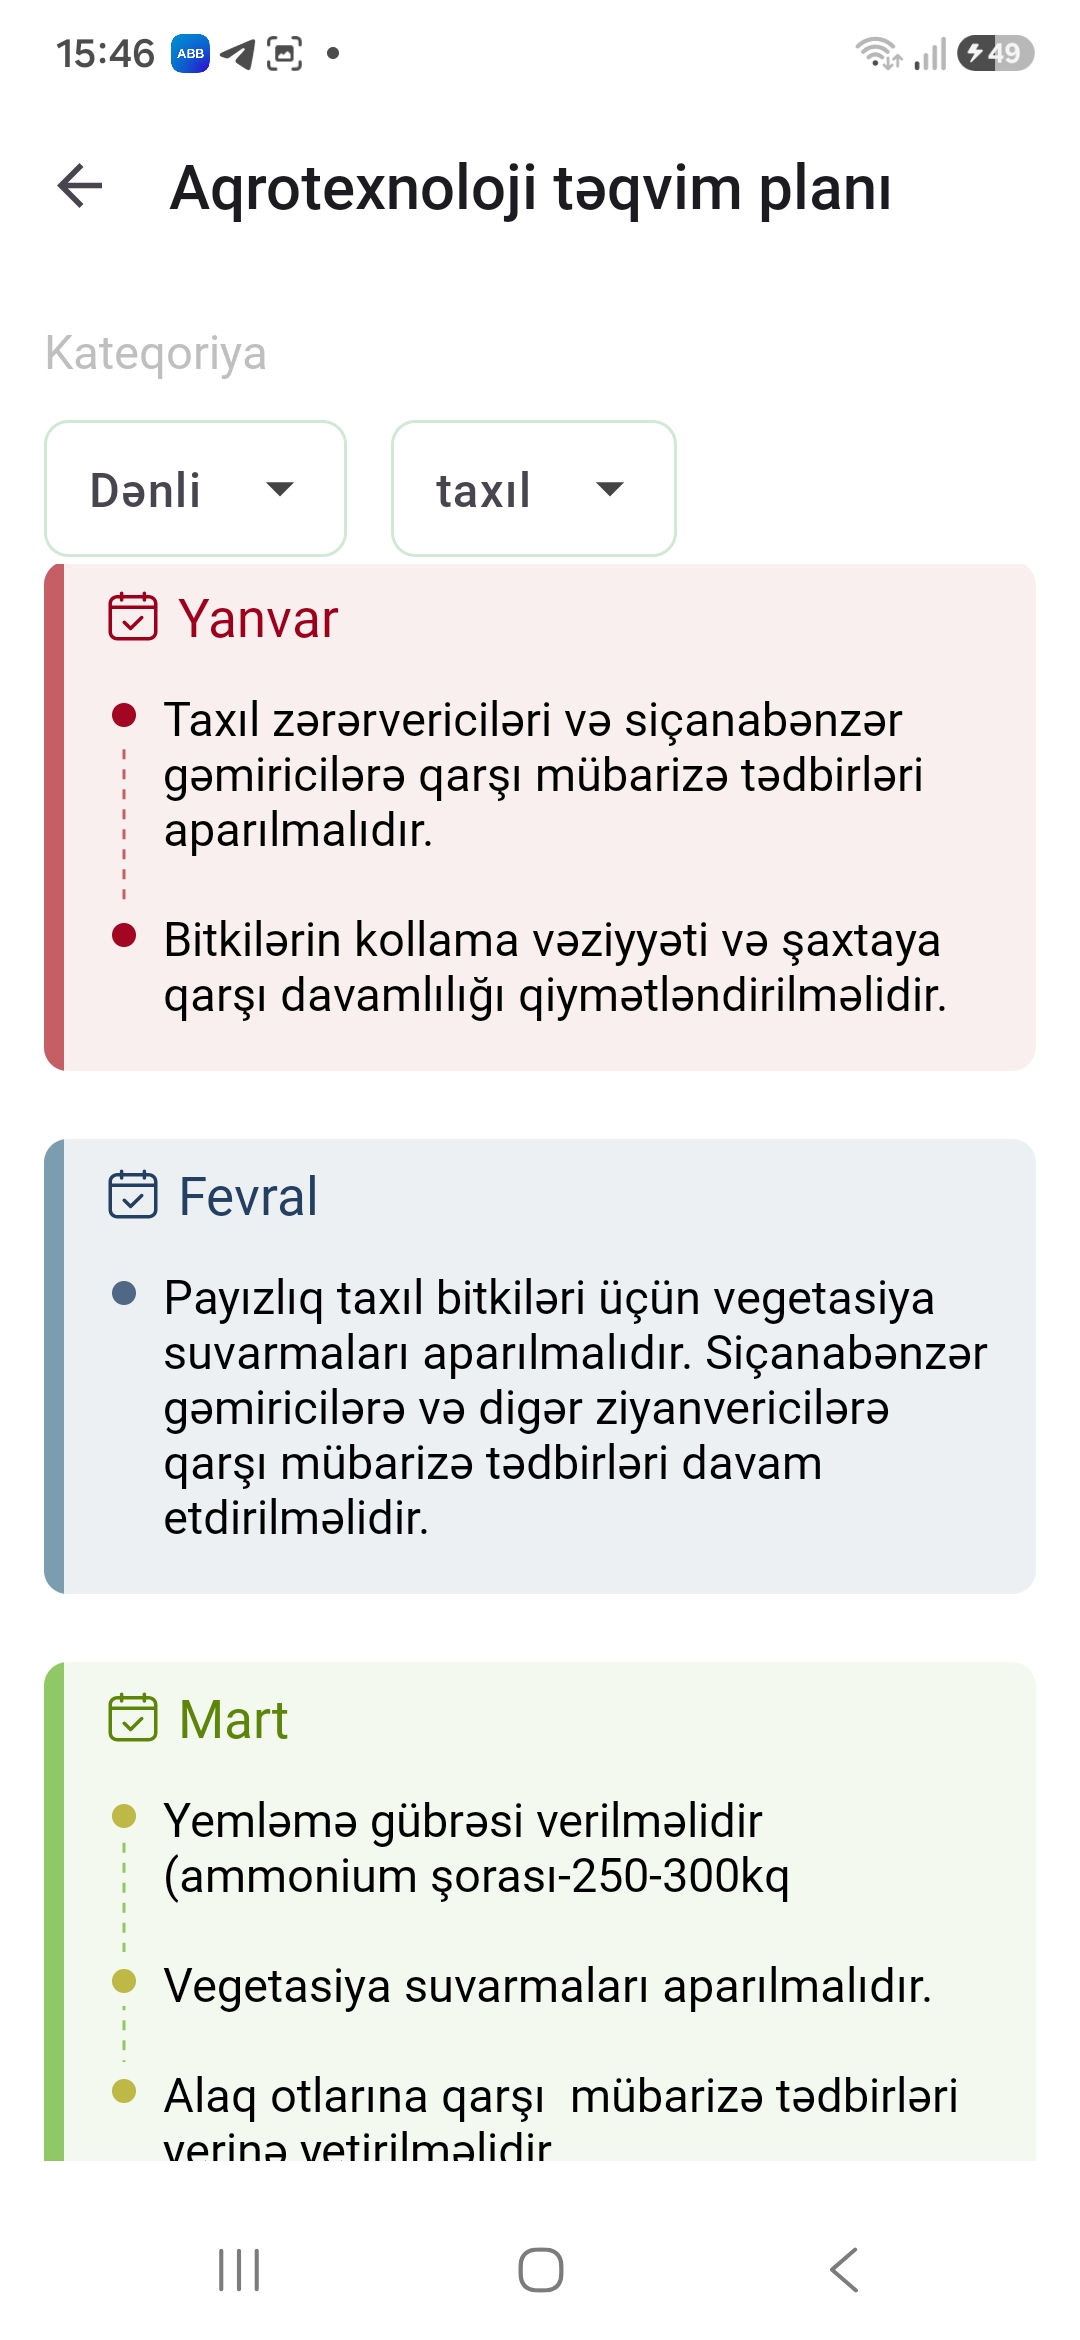 15:46 ABB 49
Aqrotexnoloji təqvim planı
Kateqoriya
Dənli taxıl
Yanvar
Taxıl zərərvericiləri və siçanabənzər
gəmiricilərə qarşı mübarizə tədbirləri
aparılmalıdır.
Bitkilərin kollama vəziyyəti və şaxtaya
qarşı davamlılığı qiymətləndirilməlidir.
Fevral
Payızlıq taxıl bitkiləri üçün vegetasiya
suvarmaları aparılmalıdır. Siçanabənzər
gəmiricilərə və digər ziyanvericilərə
qarşı mübarizə tədbirləri davam
etdirilməlidir.
Mart
Yemləmə gübrəsi verilməlidir
(ammonium şorası-250-300kq
Vegetasiya suvarmaları aparılmalıdır.
Alaq otlarına qarşı  mübarizə tədbirləri
yerinə yetirilməlidir